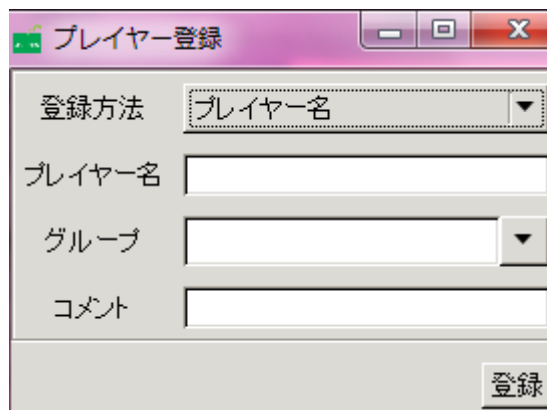 プレイヤー登録
登録方法 プレイヤー名
プレイヤー名
グループ
コメント
登録